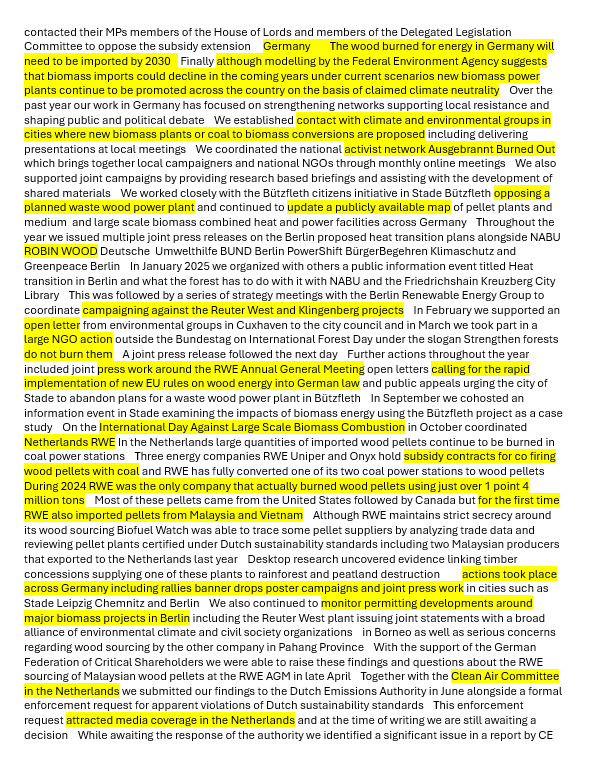 contacted their MPs members of the House of Lords and members of the Delegated Legislation
Committee to oppose the subsidy extension Germany The wood burned for energy in Germany will
need to be imported by 2030 Finally although modelling by the Federal Environment Agency suggests
that biomass imports could decline in the coming years under current scenarios new biomass power
plants continue to be promoted across the country on the basis of claimed climate neutrality Over the
past year our work in Germany has focused on strengthening networks supporting local resistance and
shaping public and political debate We established contact with climate and environmental groups in
cities where new biomass plants or coal to biomass conversions are proposed including delivering
presentations at local meetings We coordinated the national activist network Ausgebrannt Burned Out
which brings together local campaigners and national NGOs through monthly online meetings We also
supported joint campaigns by providing research based briefings and assisting with the development of
shared materials We worked closely with the Bützfleth citizens initiative in Stade Bützfleth opposing a
planned waste wood power plant and continued to update a publicly available map of pellet plants and
medium and large scale biomass combined heat and power facilities across Germany Throughout the
year we issued multiple joint press releases on the Berlin proposed heat transition plans alongside NABU
ROBIN WOOD Deutsche Umwelthilfe BUND Berlin PowerShift BürgerBegehren Klimaschutz and
Greenpeace Berlin In January 2025 we organized with others a public information event titled Heat
transition in Berlin and what the forest has to do with it with NABU and the Friedrichshain Kreuzberg City
Library This was followed by a series of strategy meetings with the Berlin Renewable Energy Group to
coordinate campaigning against the Reuter West and Klingenberg projects In February we supported an
open letter from environmental groups in Cuxhaven to the city council and in March we took part in a
large NGO action outside the Bundestag on International Forest Day under the slogan Strengthen forests
do not burn them A joint press release followed the next day Further actions throughout the year
included joint press work around the RWE Annual General Meeting open letters calling for the rapid
implementation of new EU rules on wood energy into German law and public appeals urging the city of
Stade to abandon plans for a waste wood power plant in Bützfleth In September we cohosted an
information event in Stade examining the impacts of biomass energy using the Bützfleth project as a case
study On the International Day Against Large Scale Biomass Combustion in October coordinated
Netherlands RWE In the Netherlands large quantities of imported wood pellets continue to be burned in
coal power stations Three energy companies RWE Uniper and Onyx hold subsidy contracts for co firing
wood pellets with coal and RWE has fully converted one of its two coal power stations to wood pellets
During 2024 RWE was the only company that actually burned wood pellets using just over 1 point 4
million tons Most of these pellets came from the United States followed by Canada but for the first time
RWE also imported pellets from Malaysia and Vietnam Although RWE maintains strict secrecy around
its wood sourcing Biofuel Watch was able to trace some pellet suppliers by analyzing trade data and
reviewing pellet plants certified under Dutch sustainability standards including two Malaysian producers
that exported to the Netherlands last year Desktop research uncovered evidence linking timber
concessions supplying one of these plants to rainforest and peatland destruction actions took place
across Germany including rallies banner drops poster campaigns and joint press work in cities such as
Stade Leipzig Chemnitz and Berlin We also continued to monitor permitting developments around
major biomass projects in Berlin including the Reuter West plant issuing joint statements with a broad
alliance of environmental climate and civil society organizations in Borneo as well as serious concerns
regarding wood sourcing by the other company in Pahang Province With the support of the German
Federation of Critical Shareholders we were able to raise these findings and questions about the RWE
sourcing of Malaysian wood pellets at the RWE AGM in late April Together with the Clean Air Committee
in the Netherlands we submitted our findings to the Dutch Emissions Authority in June alongside a formal
enforcement request for apparent violations of Dutch sustainability standards This enforcement
request attracted media coverage in the Netherlands and at the time of writing we are still awaiting a
decision While awaiting the response of the authority we identified a significant issue in a report by CE